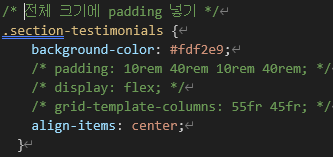 /* 전체 크기에 padding 넣기 */
.section-testimonials {
background-color: #fdf2e9;
/* padding: 10rem 40rem 10rem 40rem; */
/* display: flex; */
/* grid-template-columns: 55fr 45fr; */
align-items: center;
}